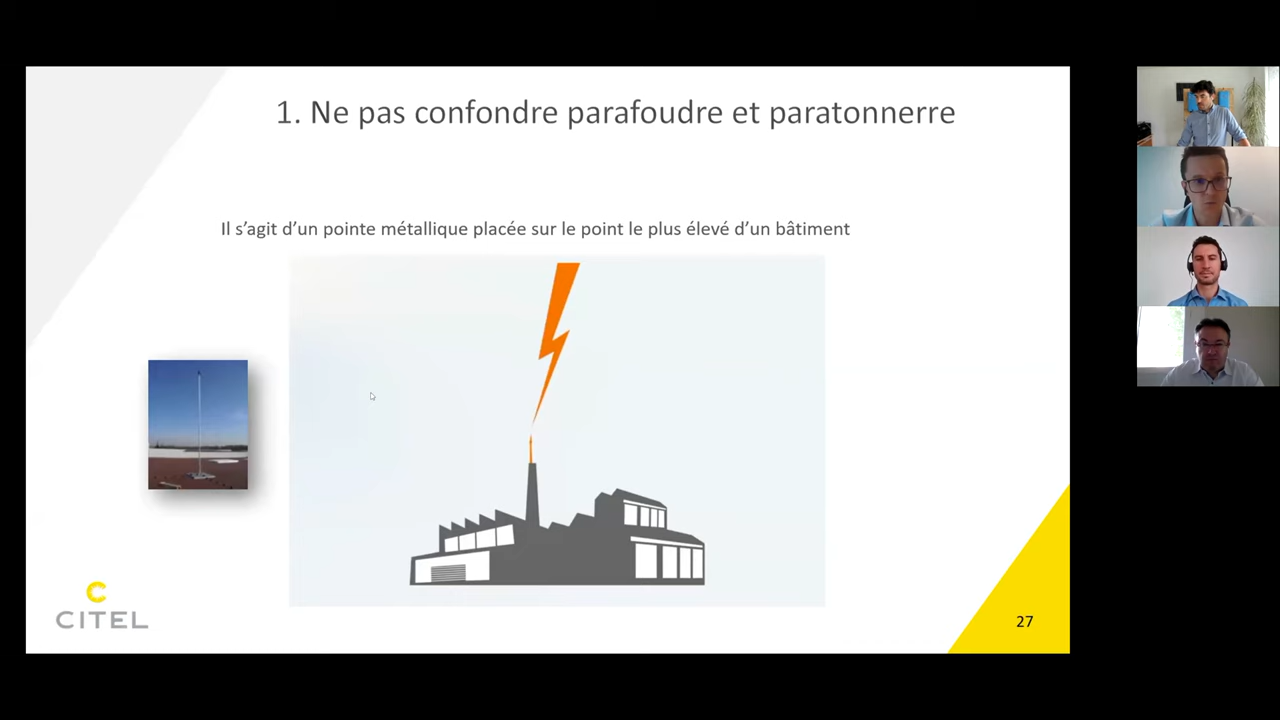 1. Ne pas confondre parafoudre et paratonnerre
Il s’agit d’un pointe métallique placée sur le point le plus élevé d’un bâtiment
C
CITEL
27